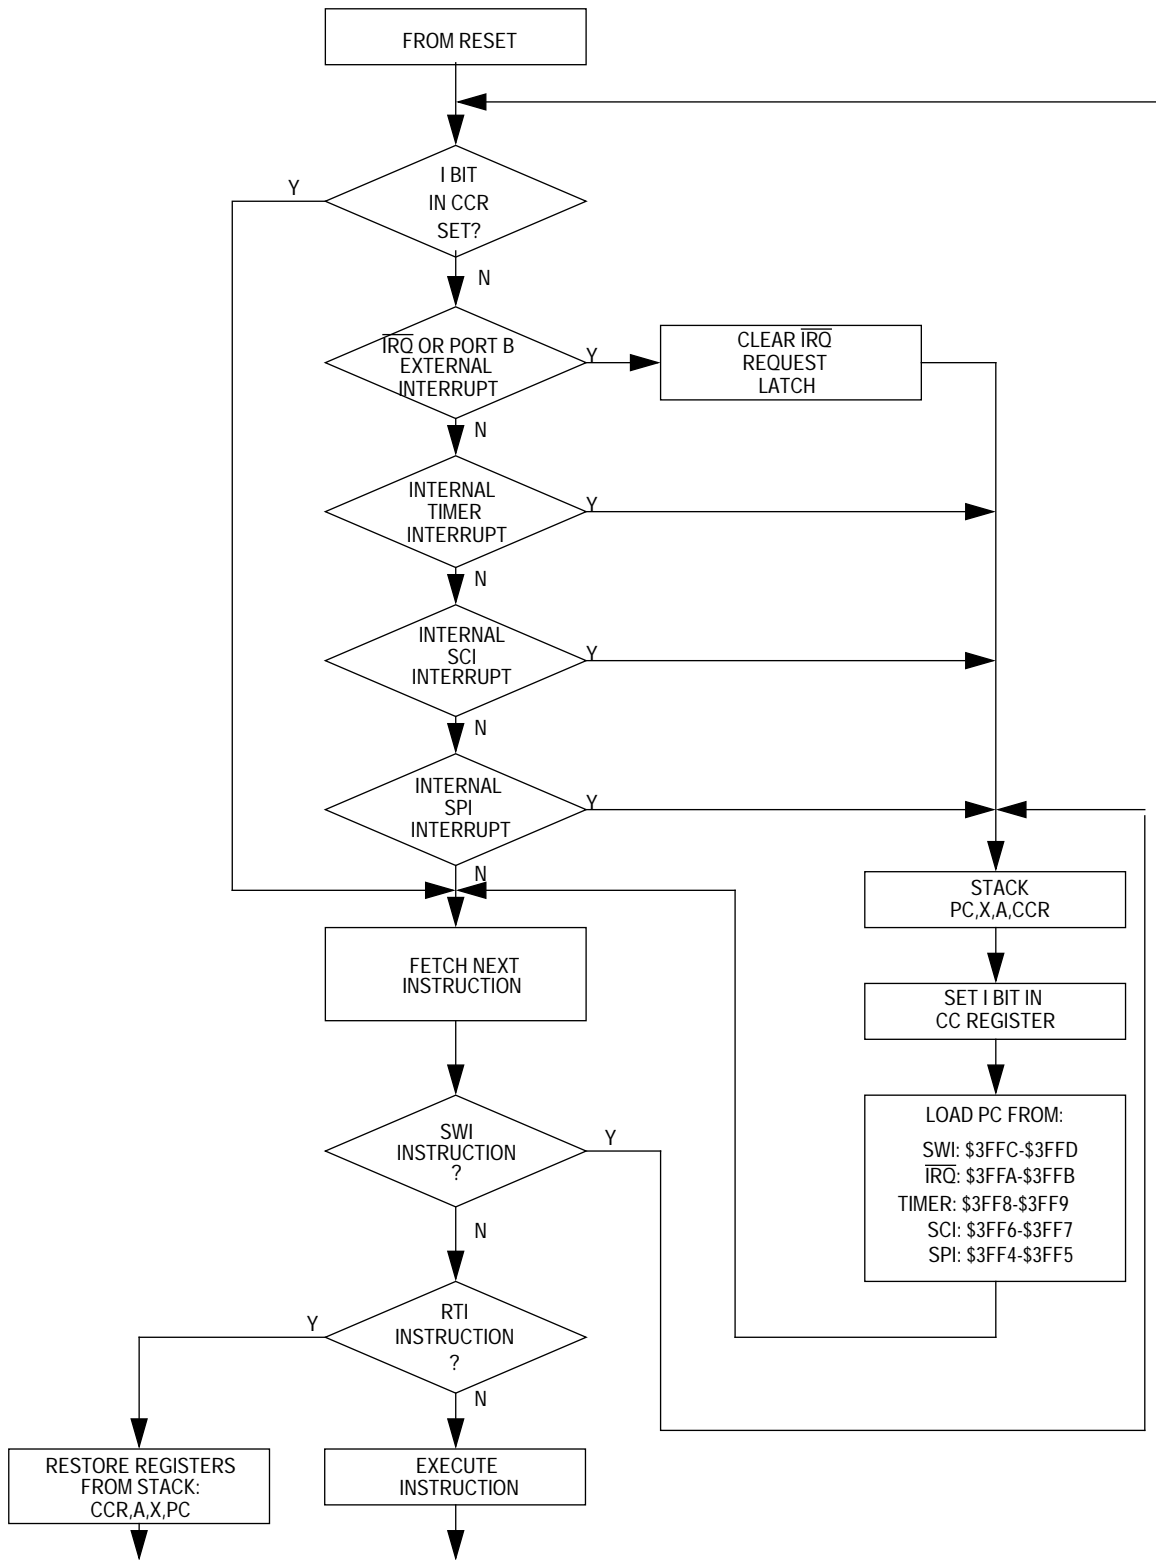 FROM RESET
I BIT
IN CCR
SET?
Y
N
IRQ OR PORT B
EXTERNAL
INTERRUPT
Y
CLEAR IRQ
REQUEST
LATCH
N
INTERNAL
TIMER
INTERRUPT
Y
N
INTERNAL
SCI
INTERRUPT
Y
N
INTERNAL
SPI
INTERRUPT
Y
N
STACK
PC,X,A,CCR
FETCH NEXT
INSTRUCTION
SET I BIT IN
CC REGISTER
LOAD PC FROM:
SWI: $3FFC-$3FFD
IRQ: $3FFA-$3FFB
TIMER: $3FF8-$3FF9
SCI: $3FF6-$3FF7
SPI: $3FF4-$3FF5
SWI
INSTRUCTION
?
Y
N
RTI
INSTRUCTION
?
Y
N
RESTORE REGISTERS
FROM STACK:
CCR,A,X,PC
EXECUTE
INSTRUCTION